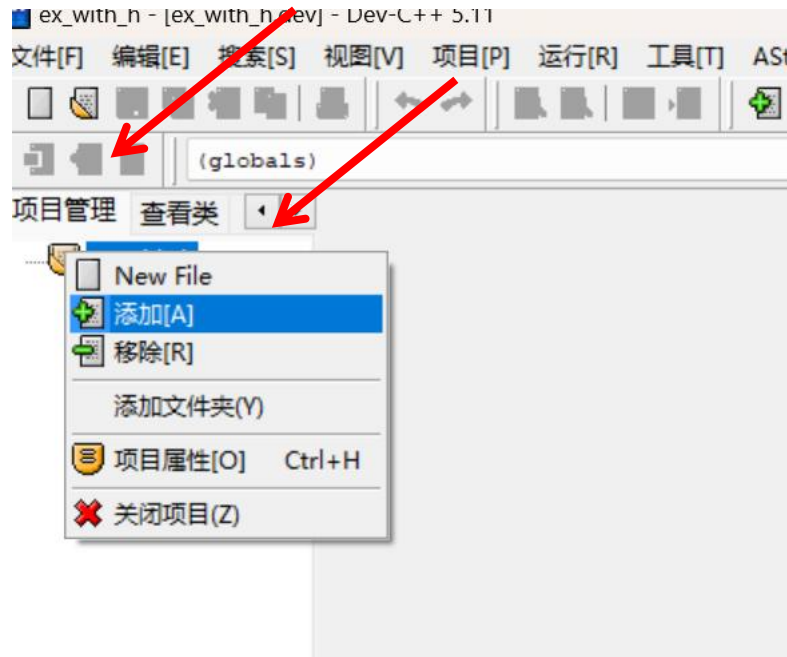 ex_with_h - [ex_with_h.dev] - Dev-C++ 5.11
文件[F] 编辑[E] 搜索[S] 视图[V] 项目[P] 运行[R] 工具[T] ASt
(globals)
项目管理 查看类
New File
添加[A]
移除[R]
添加文件夹(Y)
项目属性[O] Ctrl+H
关闭项目(Z)